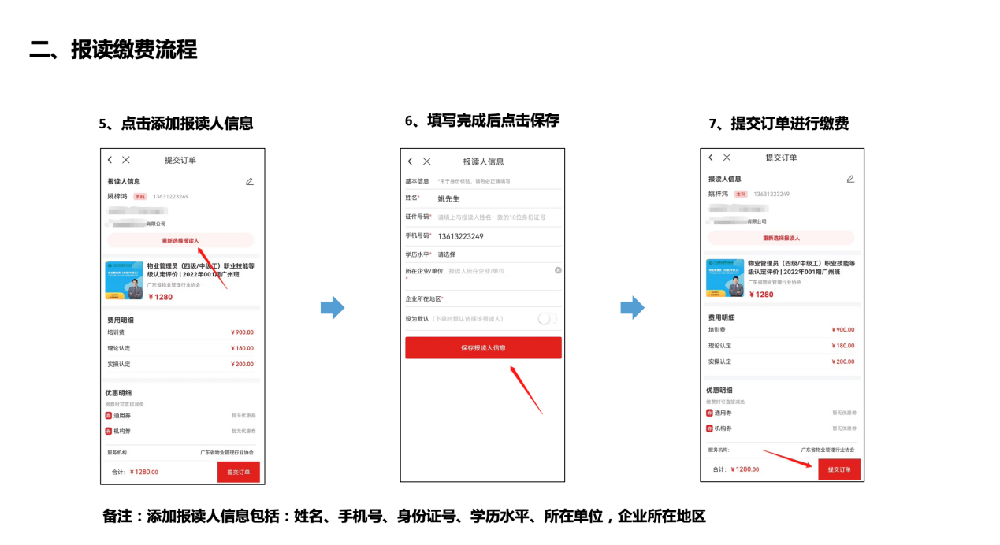 二、报读缴费流程
5、点击添加报读人信息
提交订单
报读人信息
姚梓鸿 本科 13631223249
有限公司
重新选择报读人
物业管理员（四级/中级工）职业技能等
级认定评价 | 2022年001期广州班
广东省物业管理行业协会
￥1280
费用明细
培训费 ￥900.00
理论认定 ￥180.00
实操认定 ￥200.00
优惠明细
缴费时可直接减免
券 通用券 暂无优惠券
券 机构券 暂无优惠券
服务机构: 广东省物业管理行业协会
合计: ￥1280.00 提交订单
6、填写完成后点击保存
报读人信息
基本信息 *用于身份核验，请务必正确填写
姓名* 姚先生
证件号码* 请填上与报读人姓名一致的18位身份证号
手机号码* 13613223249
学历水平* 请选择
所在企业/单位 报读人所在企业/单位
*
企业所在地区*
设为默认（下单时默认选择该报读人）
保存报读人信息
7、提交订单进行缴费
提交订单
报读人信息
姚梓鸿 本科 13631223249
有限公司
重新选择报读人
物业管理员（四级/中级工）职业技能等
级认定评价 | 2022年001期广州班
广东省物业管理行业协会
￥1280
费用明细
培训费 ￥900.00
理论认定 ￥180.00
实操认定 ￥200.00
优惠明细
缴费时可直接减免
券 通用券 暂无优惠券
券 机构券 暂无优惠券
服务机构: 广东省物业管理行业协会
合计: ￥1280.00 提交订单
备注：添加报读人信息包括：姓名、手机号、身份证号、学历水平、所在单位，企业所在地区